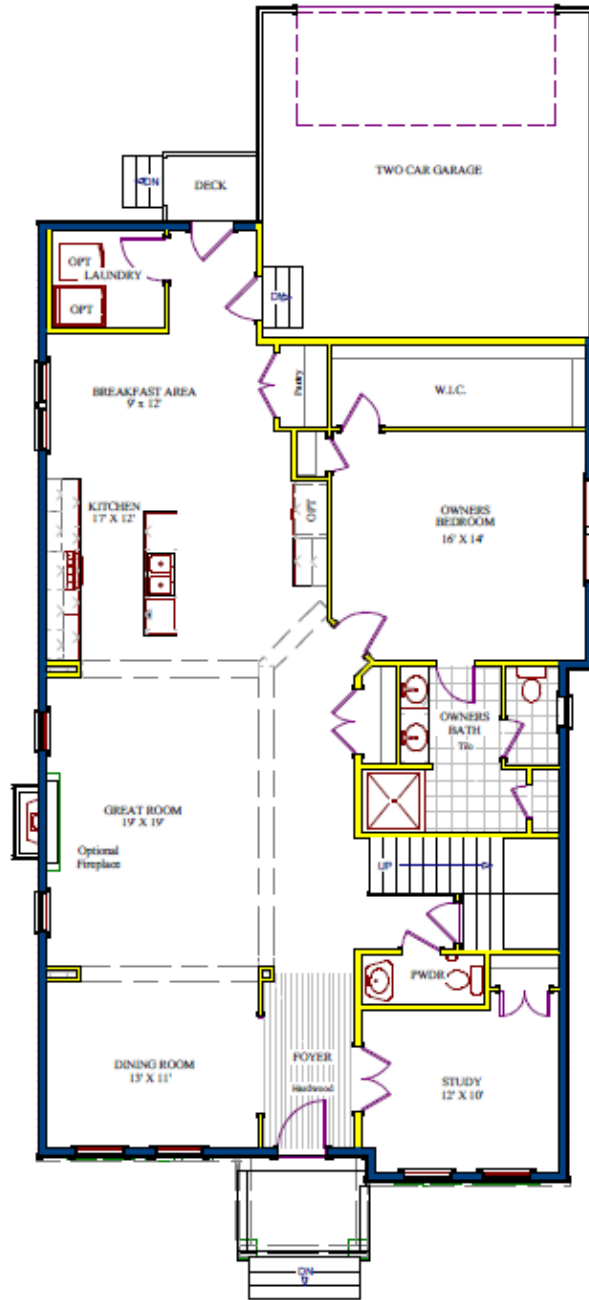 TWO CAR GARAGE
DN
DECK
OPT
LAUNDRY
OPT
DN
Pantry
W.I.C.
BREAKFAST AREA
9' x 12'
KITCHEN
17' X 12'
OPT
OWNERS
BEDROOM
16' X 14'
OWNERS
BATH
Tile
GREAT ROOM
19' X 19'
Optional
Fireplace
UP
PWDR
DINING ROOM
13' X 11'
FOYER
Hardwood
STUDY
12' X 10'
DN